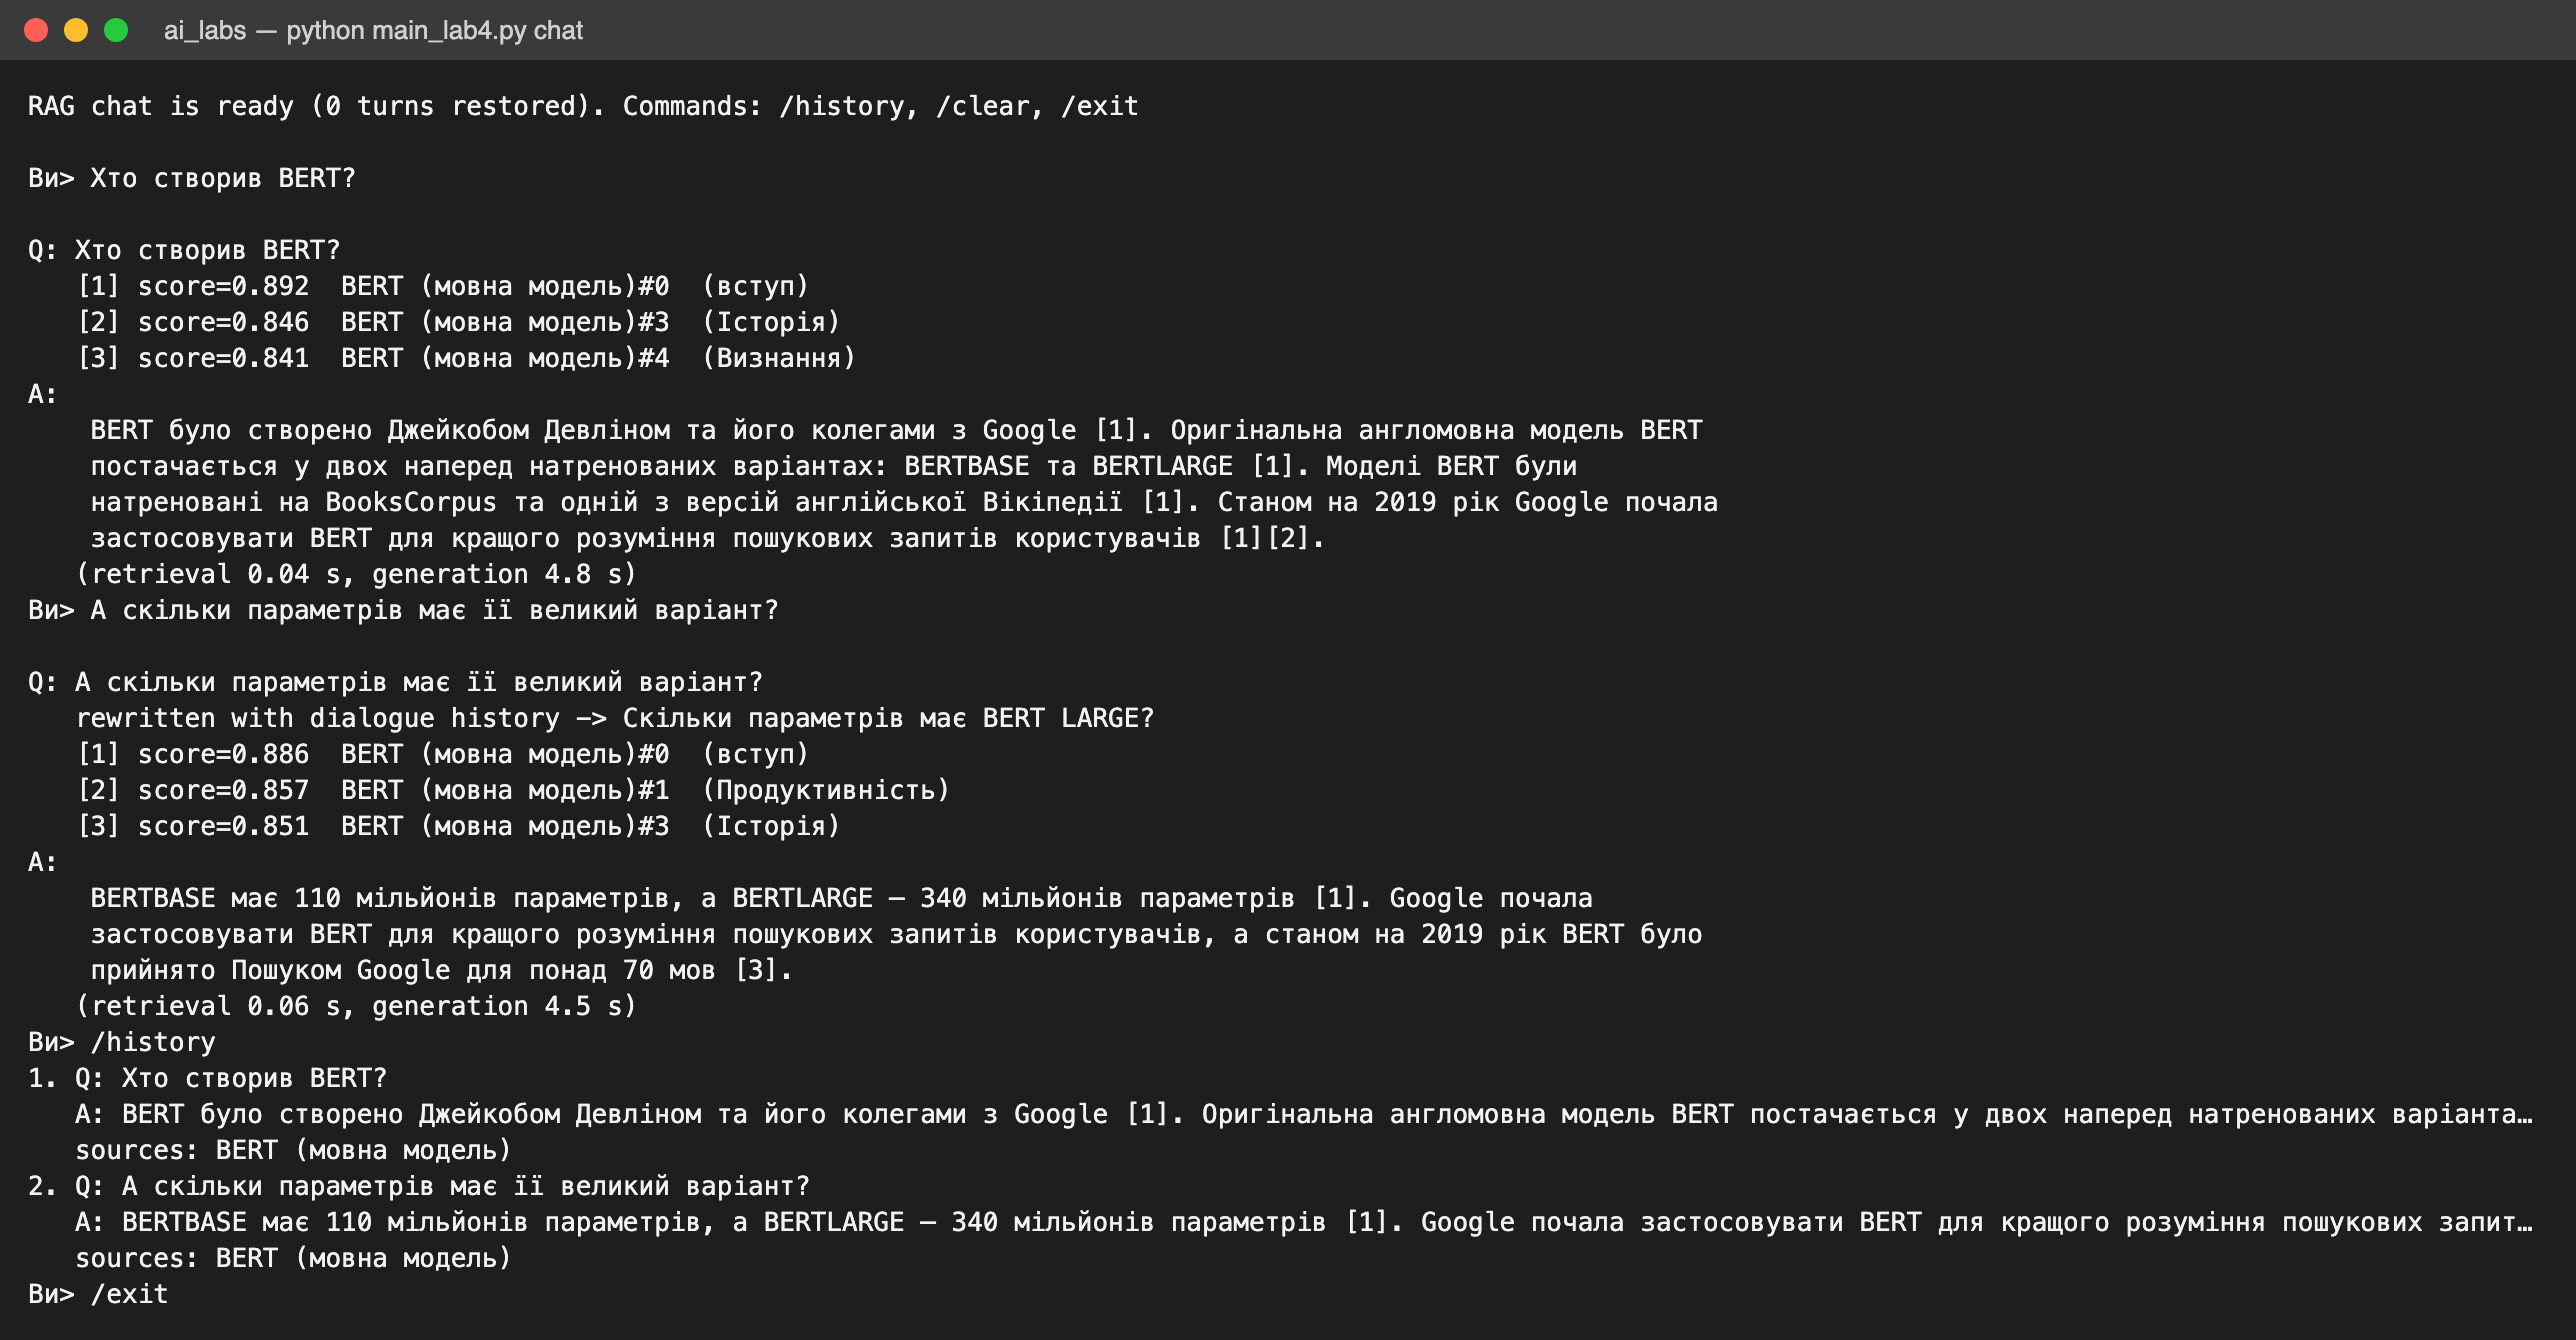 ai_labs — python main_lab4.py chat
RAG chat is ready (0 turns restored). Commands: /history, /clear, /exit
Ви> Хто створив BERT?
Q: Хто створив BERT?
[1] score=0.892  BERT (мовна модель)#0  (вступ)
[2] score=0.846  BERT (мовна модель)#3  (Історія)
[3] score=0.841  BERT (мовна модель)#4  (Визнання)
A:
BERT було створено Джейкобом Девліном та його колегами з Google [1]. Оригінальна англомовна модель BERT
постачається у двох наперед натренованих варіантах: BERTBASE та BERTLARGE [1]. Моделі BERT були
натреновані на BooksCorpus та одній з версій англійської Вікіпедії [1]. Станом на 2019 рік Google почала
застосовувати BERT для кращого розуміння пошукових запитів користувачів [1][2].
(retrieval 0.04 s, generation 4.8 s)
Ви> А скільки параметрів має її великий варіант?
Q: А скільки параметрів має її великий варіант?
rewritten with dialogue history —> Скільки параметрів має BERT LARGE?
[1] score=0.886  BERT (мовна модель)#0  (вступ)
[2] score=0.857  BERT (мовна модель)#1  (Продуктивність)
[3] score=0.851  BERT (мовна модель)#3  (Історія)
A:
BERTBASE має 110 мільйонів параметрів, а BERTLARGE — 340 мільйонів параметрів [1]. Google почала
застосовувати BERT для кращого розуміння пошукових запитів користувачів, а станом на 2019 рік BERT було
прийнято Пошуком Google для понад 70 мов [3].
(retrieval 0.06 s, generation 4.5 s)
Ви> /history
1. Q: Хто створив BERT?
A: BERT було створено Джейкобом Девліном та його колегами з Google [1]. Оригінальна англомовна модель BERT постачається у двох наперед натренованих варіанта…
sources: BERT (мовна модель)
2. Q: А скільки параметрів має її великий варіант?
A: BERTBASE має 110 мільйонів параметрів, а BERTLARGE — 340 мільйонів параметрів [1]. Google почала застосовувати BERT для кращого розуміння пошукових запит…
sources: BERT (мовна модель)
Ви> /exit